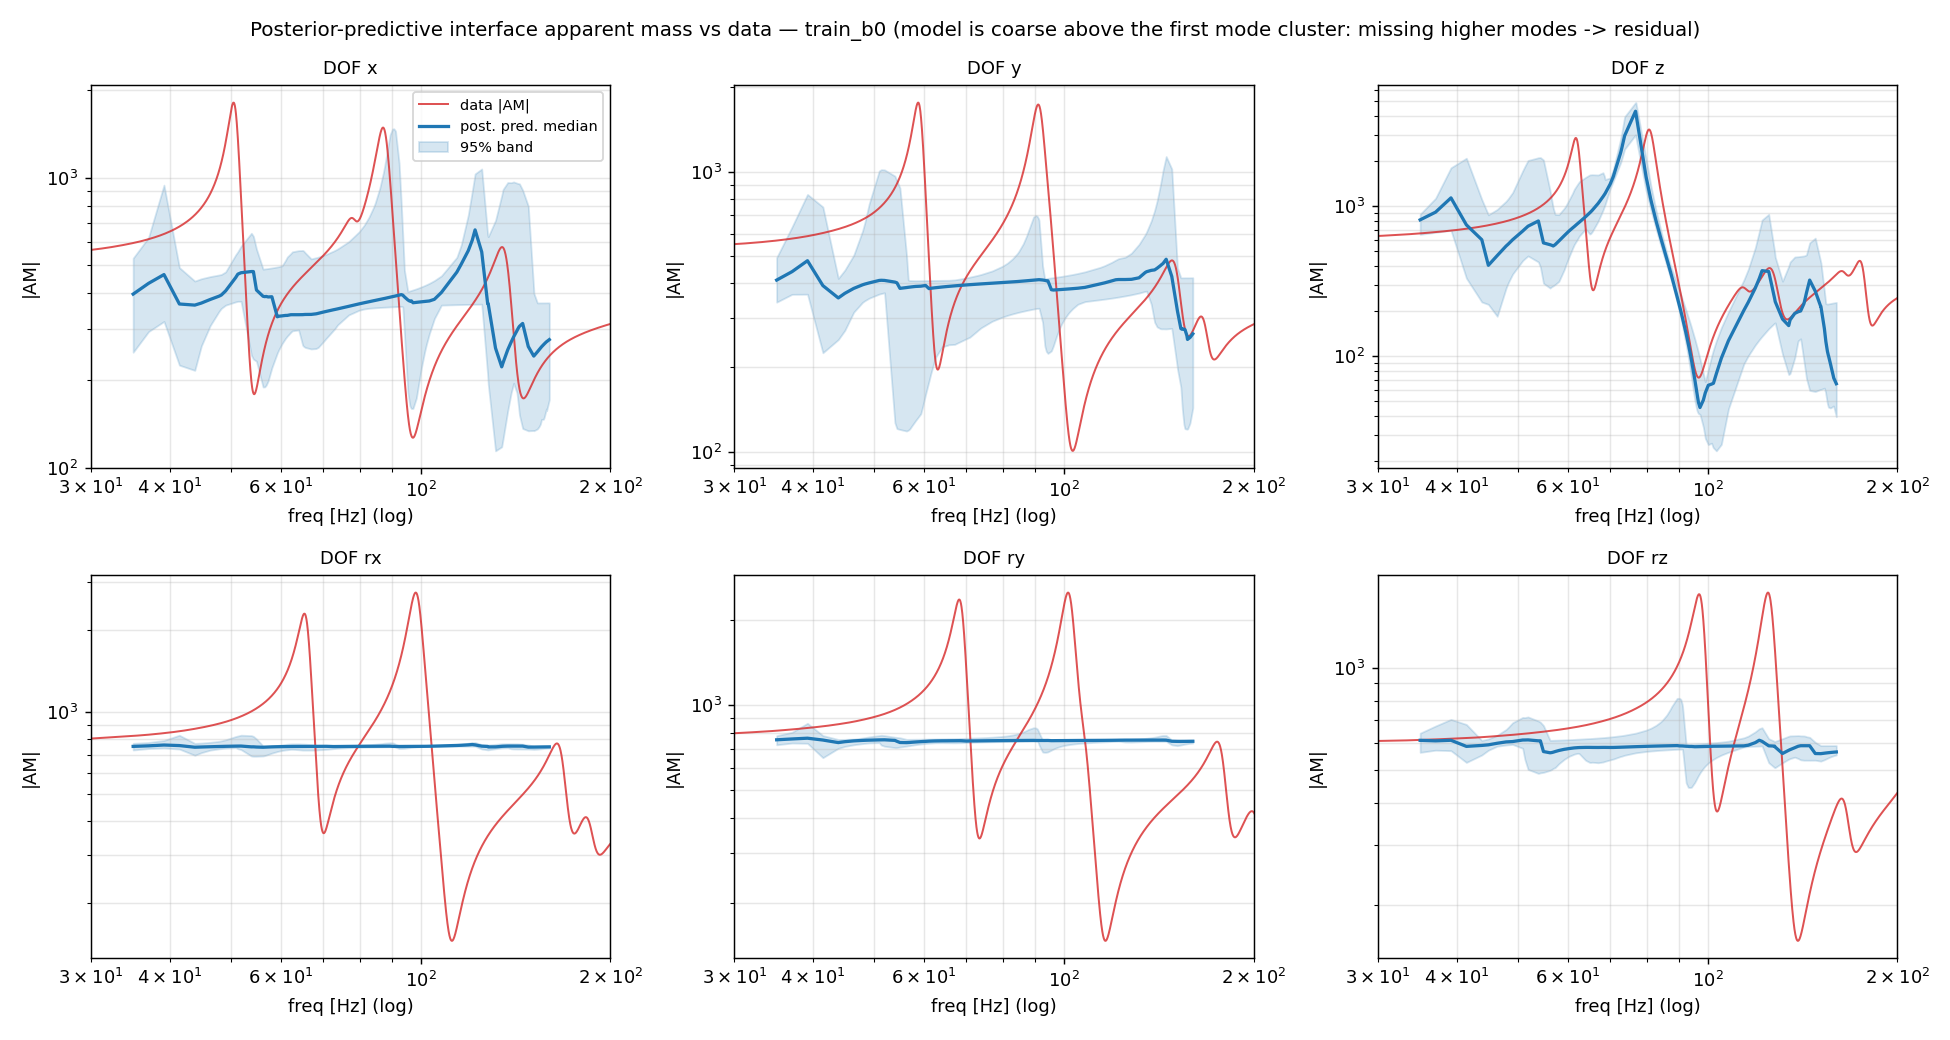 Posterior-predictive interface apparent mass vs data — train_b0 (model is coarse above the first mode cluster: missing higher modes -> residual)
DOF x
DOF y
DOF z
data |AM|
post. pred. median
95% band
|AM|
10³
10²
|AM|
10³
10²
|AM|
10³
10²
3 × 10¹ 4 × 10¹ 6 × 10¹ 10² 2 × 10²
3 × 10¹ 4 × 10¹ 6 × 10¹ 10² 2 × 10²
3 × 10¹ 4 × 10¹ 6 × 10¹ 10² 2 × 10²
freq [Hz] (log)
freq [Hz] (log)
freq [Hz] (log)
DOF rx
DOF ry
DOF rz
|AM|
10³
|AM|
10³
|AM|
10³
3 × 10¹ 4 × 10¹ 6 × 10¹ 10² 2 × 10²
3 × 10¹ 4 × 10¹ 6 × 10¹ 10² 2 × 10²
3 × 10¹ 4 × 10¹ 6 × 10¹ 10² 2 × 10²
freq [Hz] (log)
freq [Hz] (log)
freq [Hz] (log)